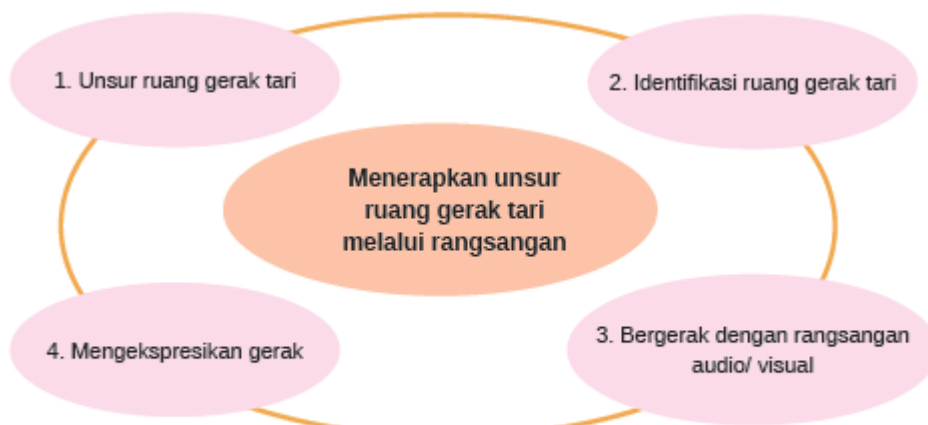 1. Unsur ruang gerak tari
2. Identifikasi ruang gerak tari
Menerapkan unsur
ruang gerak tari
melalui rangsangan
3. Bergerak dengan rangsangan
audio/ visual
4. Mengekspresikan gerak